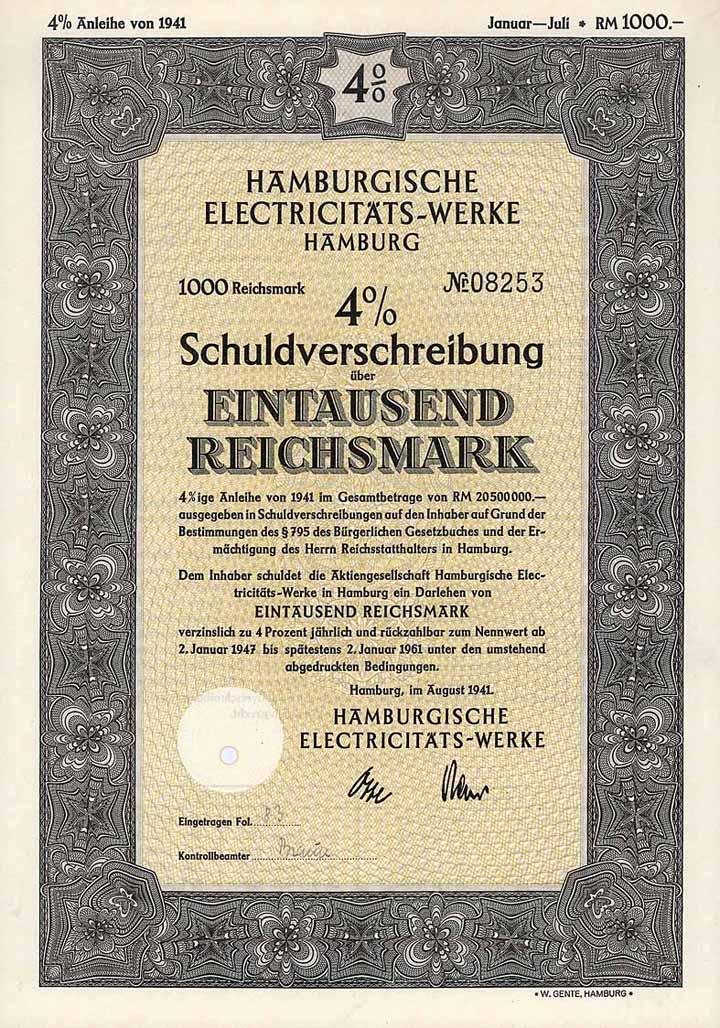 4% Anleihe von 1941
Januar—Juli * RM 1000.–
4%
HAMBURGISCHE
ELECTRICITÄTS-WERKE
HAMBURG
1000 Reichsmark
№ 08253
4%
Schuldverschreibung
über
EINTAUSEND
REICHSMARK
4%ige Anleihe von 1941 im Gesamtbetrage von RM 20500000.—
ausgegeben in Schuldverschreibungen auf den Inhaber auf Grund der
Bestimmungen des § 795 des Bürgerlichen Gesetzbuches und der Er-
mächtigung des Herrn Reichsstatthalters in Hamburg.
Dem Inhaber schuldet die Aktiengesellschaft Hamburgische Elec-
tricitäts-Werke in Hamburg ein Darlehen von
EINTAUSEND REICHSMARK
verzinslich zu 4 Prozent jährlich und rückzahlbar zum Nennwert ab
2. Januar 1947 bis spätestens 2. Januar 1961 unter den umstehend
abgedruckten Bedingungen.
Hamburg, im August 1941.
HAMBURGISCHE
ELECTRICITÄTS-WERKE
Eingetragen Fol. 83
Kontrollbeamter
• W. GENTE, HAMBURG •